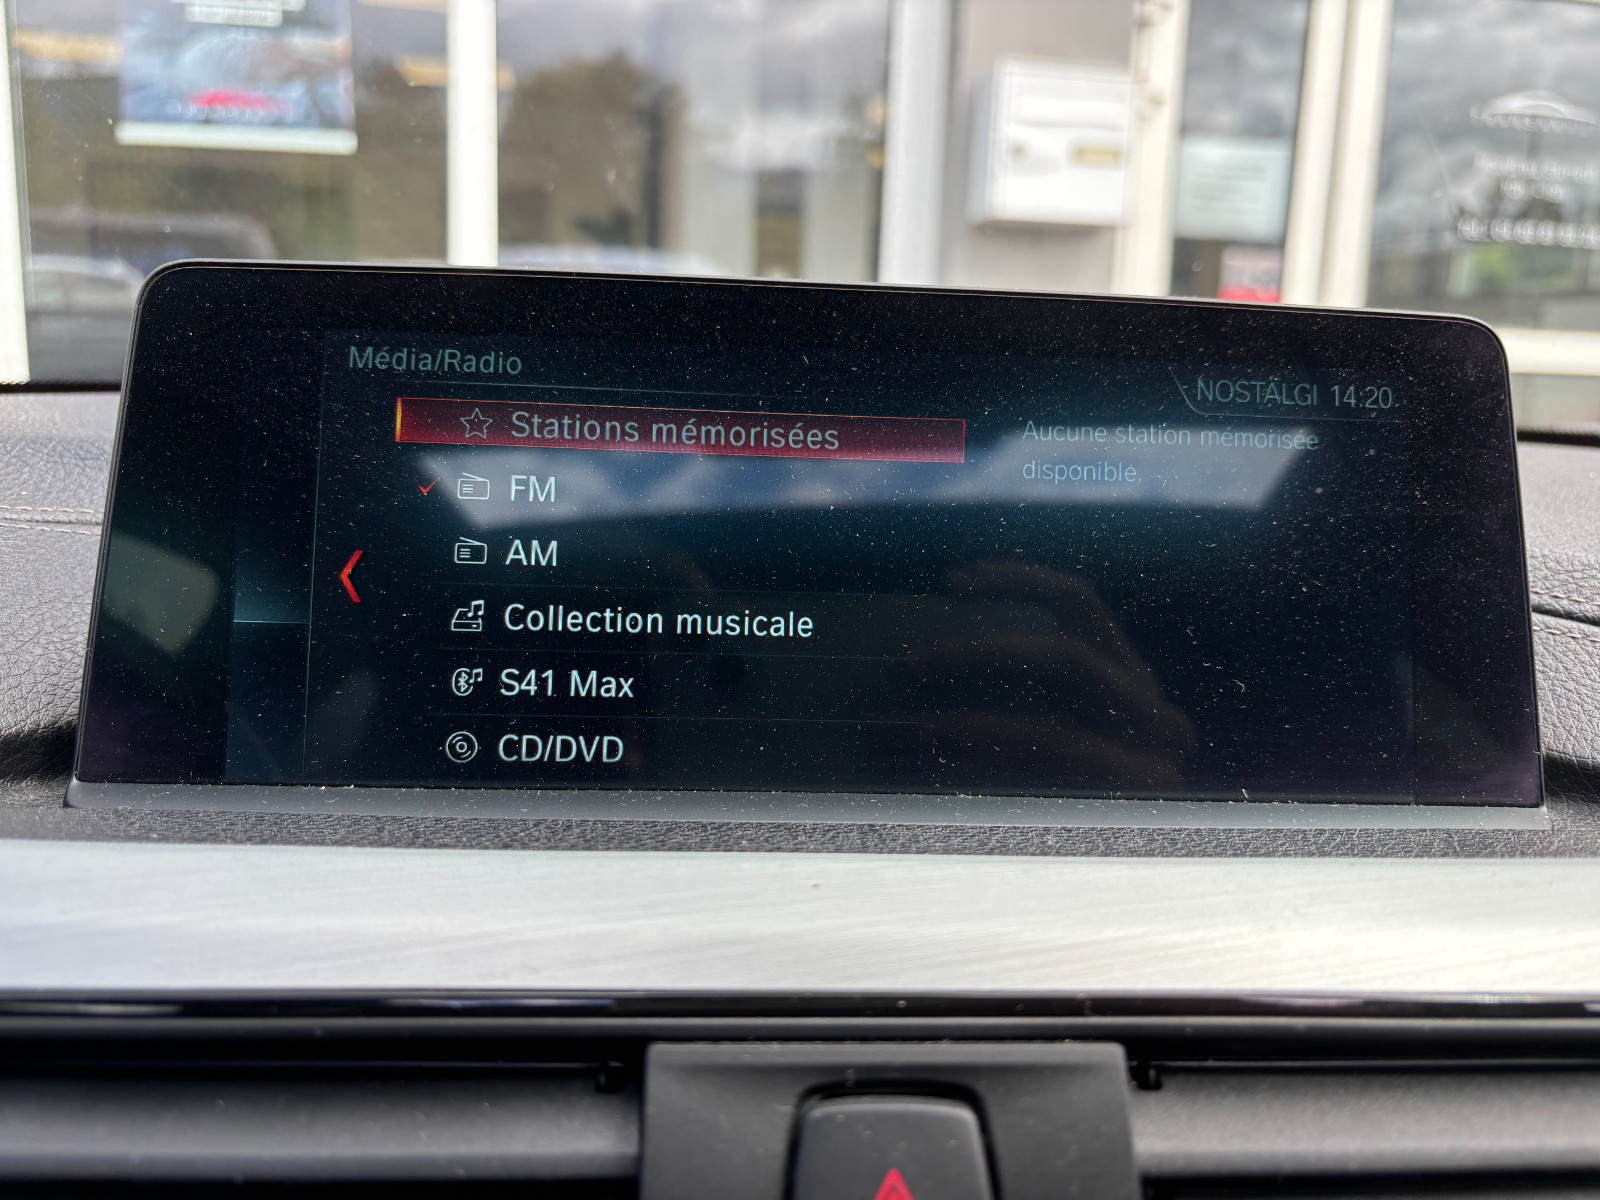 Média/Radio
NOSTALGI 14:20
Stations mémorisées
Aucune station mémorisée
disponible.
FM
AM
Collection musicale
S41 Max
CD/DVD